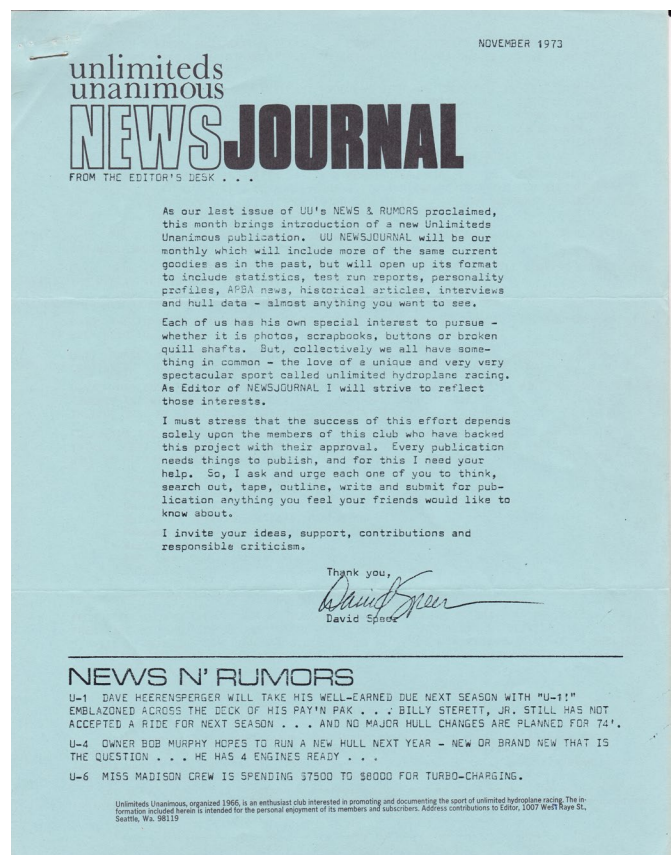 NOVEMBER 1973
unlimiteds
unanimous
NEWSJOURNAL
FROM THE EDITOR'S DESK . . .
As our last issue of UU's NEWS & RUMORS proclaimed,
this month brings introduction of a new Unlimiteds
Unanimous publication. UU NEWSJOURNAL will be our
monthly which will include more of the same current
goodies as in the past, but will open up its format
to include statistics, test run reports, personality
profiles, APBA news, historical articles, interviews
and hull data - almost anything you want to see.
Each of us has his own special interest to pursue -
whether it is photos, scrapbooks, buttons or broken
quill shafts. But, collectively we all have some-
thing in common - the love of a unique and very very
spectacular sport called unlimited hydroplane racing.
As Editor of NEWSJOURNAL I will strive to reflect
those interests.
I must stress that the success of this effort depends
solely upon the members of this club who have backed
this project with their approval. Every publication
needs things to publish, and for this I need your
help. So, I ask and urge each one of you to think,
search out, tape, outline, write and submit for pub-
lication anything you feel your friends would like to
know about.
I invite your ideas, support, contributions and
responsible criticism.
Thank you,
David Speer
David Speer
NEWS N' RUMORS
U-1 DAVE HEERENSPERGER WILL TAKE HIS WELL-EARNED DUE NEXT SEASON WITH "U-1!"
EMBLAZONED ACROSS THE DECK OF HIS PAY'N PAK . . . BILLY STERETT, JR. STILL HAS NOT
ACCEPTED A RIDE FOR NEXT SEASON . . . AND NO MAJOR HULL CHANGES ARE PLANNED FOR 74'.
U-4 OWNER BOB MURPHY HOPES TO RUN A NEW HULL NEXT YEAR - NEW OR BRAND NEW THAT IS
THE QUESTION . . . HE HAS 4 ENGINES READY . . .
U-6 MISS MADISON CREW IS SPENDING $7500 TO $8000 FOR TURBO-CHARGING.
Unlimiteds Unanimous, organized 1966, is an enthusiast club interested in promoting and documenting the sport of unlimited hydroplane racing. The in-
formation included herein is intended for the personal enjoyment of its members and subscribers. Address contributions to Editor, 1007 West Raye St.,
Seattle, Wa. 98119